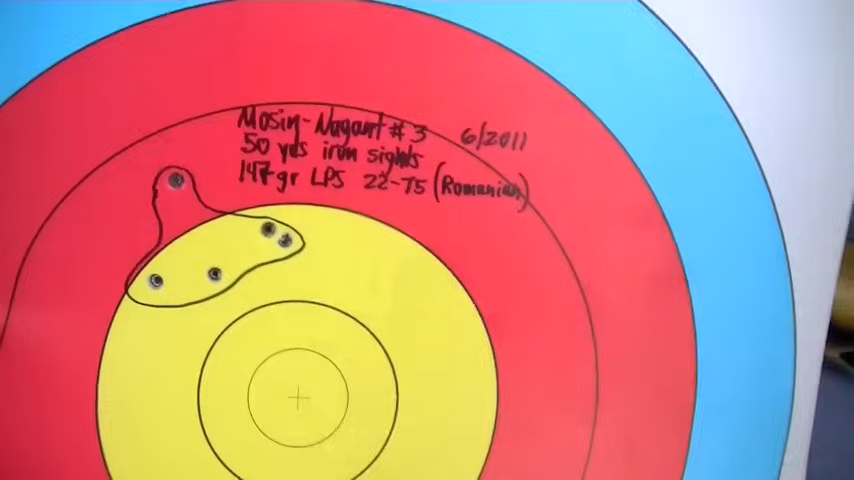 Mosin-Nagant #3 6/2011
50 yds iron sights
147gr LPS 22-75 (Romanian)